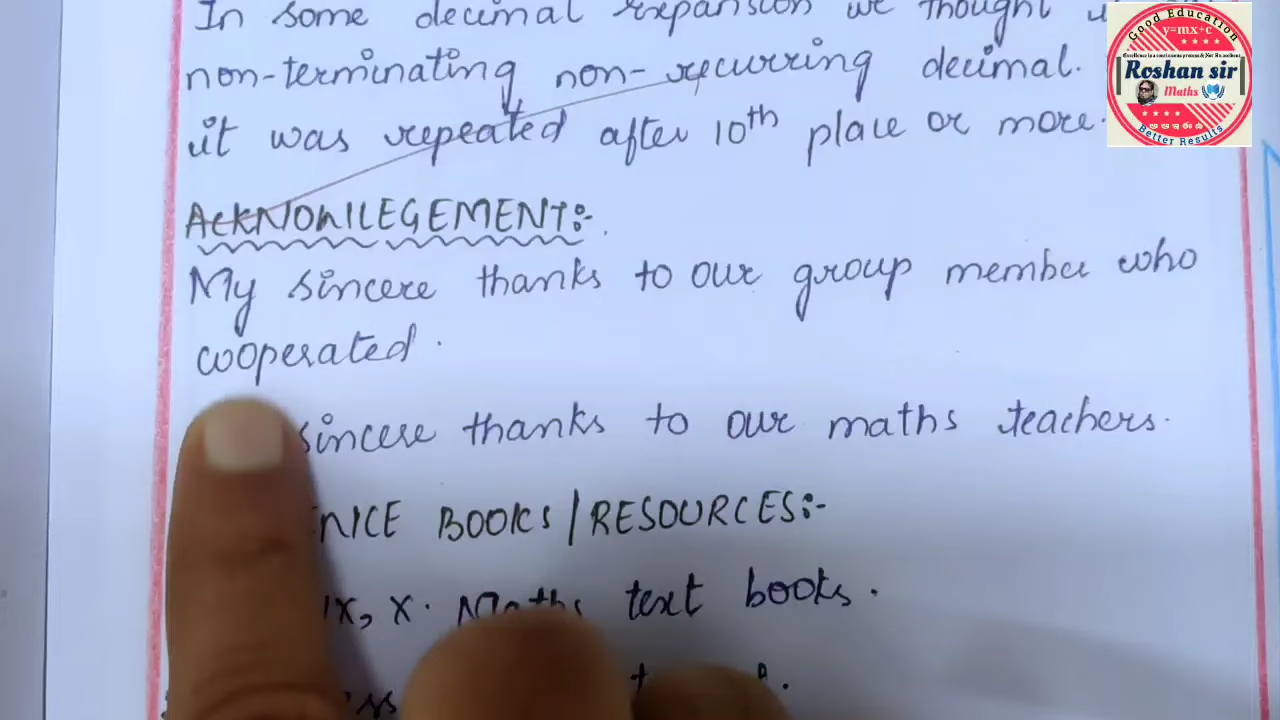 In some decimal expansion we thought
non-terminating non-recurring decimal.
it was repeated after 10th place or more.
ACKNOWILEGEMENT:-
My sincere thanks to our group member who
cooperated.
sincere thanks to our maths teachers.
BOOKS/RESOURCES:-
IX, X. Maths text books.
Good Education
y=mx+c
Roshan sir
Maths
Better Results